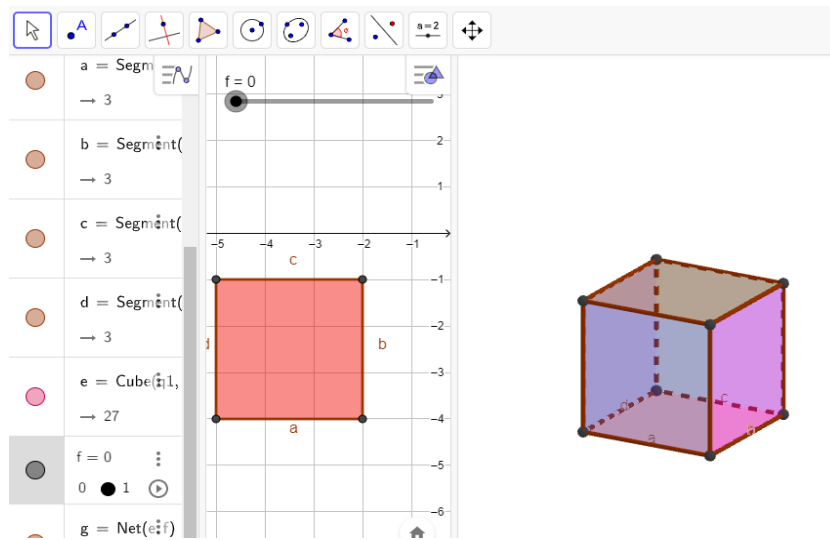 A
a=2
a = Segm
→ 3
b = Segment(
→ 3
c = Segment(
→ 3
d = Segment(
→ 3
e = Cube(q1,
→ 27
f = 0
0 1
g = Net(e, f)
f = 0
3
2
1
−5 −4 −3 −2 −1
c
−1
−2
d b
−3
−4
a
−5
−6
d c
a b